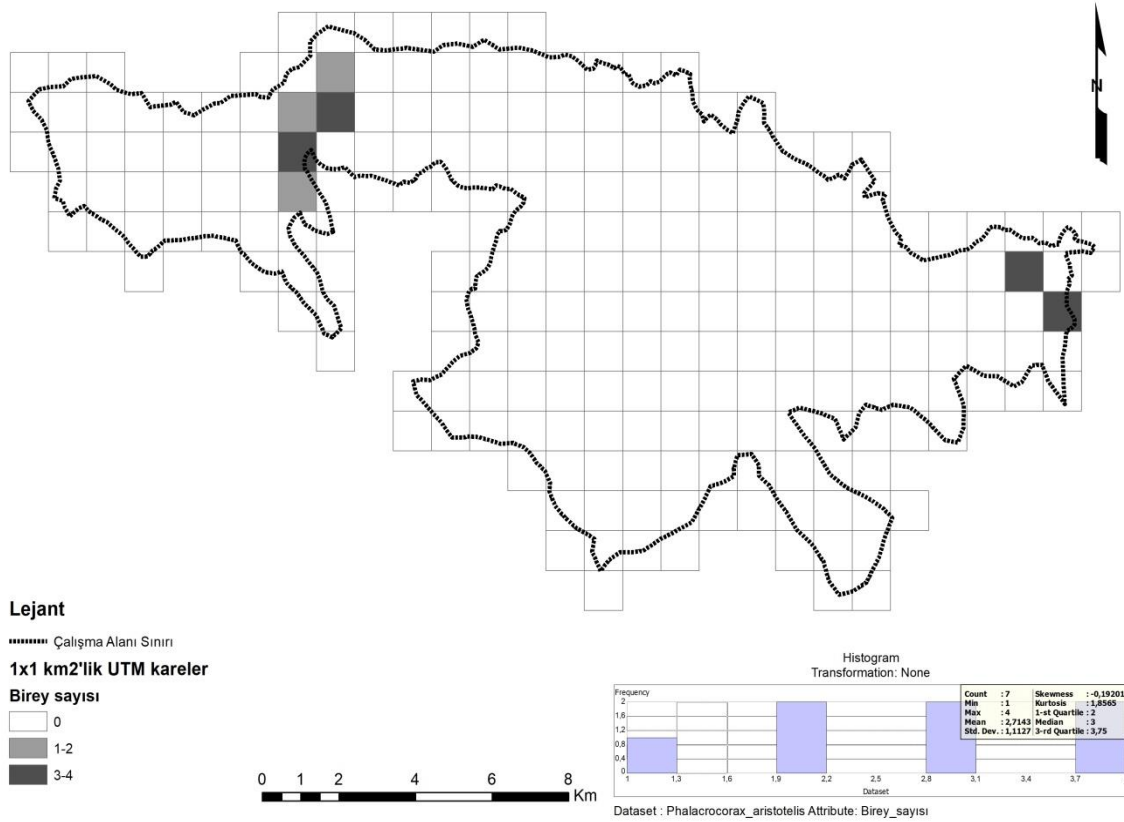 N
Lejant
Çalışma Alanı Sınırı
1x1 km2'lik UTM kareler
Birey sayısı
0
1-2
3-4
0 1 2 4 6 8
Km
Histogram
Transformation: None
Frequency
Count : 7 Skewness : -0,19201
Min : 1 Kurtosis : 1,8565
Max : 4 1-st Quartile : 2
Mean : 2,7143 Median : 3
Std. Dev. : 1,1127 3-rd Quartile : 3,75
2
1,6
1,2
0,8
0,4
0
1 1,3 1,6 1,9 2,2 2,5 2,8 3,1 3,4 3,7
Dataset
Dataset : Phalacrocorax_aristotelis Attribute: Birey_sayısı